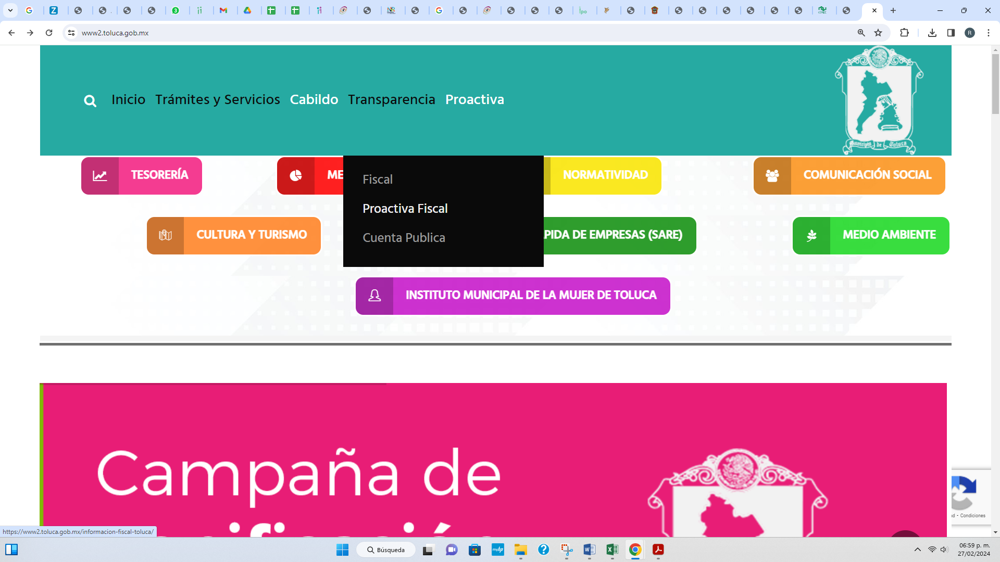 www2.toluca.gob.mx
R
Inicio Trámites y Servicios Cabildo Transparencia Proactiva
Municipio de Toluca
TESORERÍA
ME
NORMATIVIDAD
COMUNICACIÓN SOCIAL
Fiscal
Proactiva Fiscal
Cuenta Publica
CULTURA Y TURISMO
PIDA DE EMPRESAS (SARE)
MEDIO AMBIENTE
INSTITUTO MUNICIPAL DE LA MUJER DE TOLUCA
Campaña de
d - Condiciones
https://www2.toluca.gob.mx/informacion-fiscal-toluca/
Búsqueda
06:59 p. m.
27/02/2024